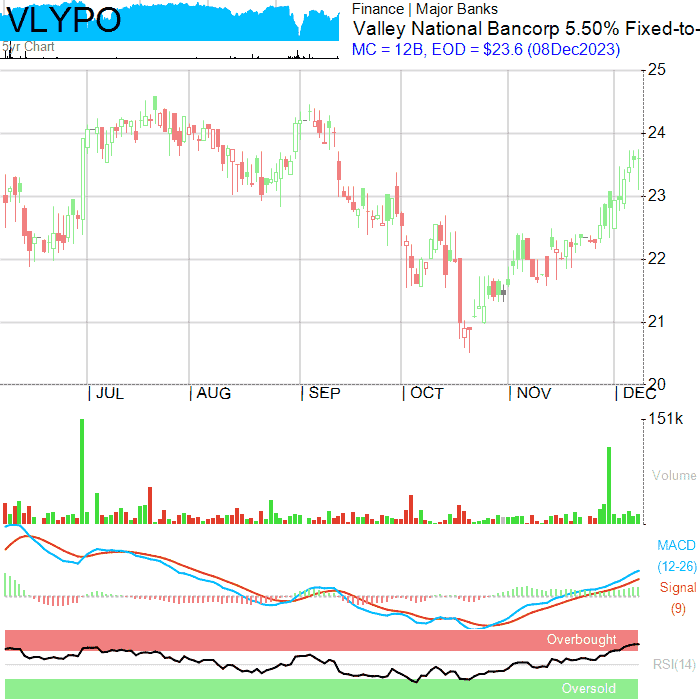 VLYPO
5yr Chart
Finance | Major Banks
Valley National Bancorp 5.50% Fixed-to-
MC = 12B, EOD = $23.6 (08Dec2023)
25
24
23
22
21
20
JUL AUG SEP OCT NOV DEC
151k
Volume
MACD
(12-26)
Signal
(9)
Overbought
RSI(14)
Oversold